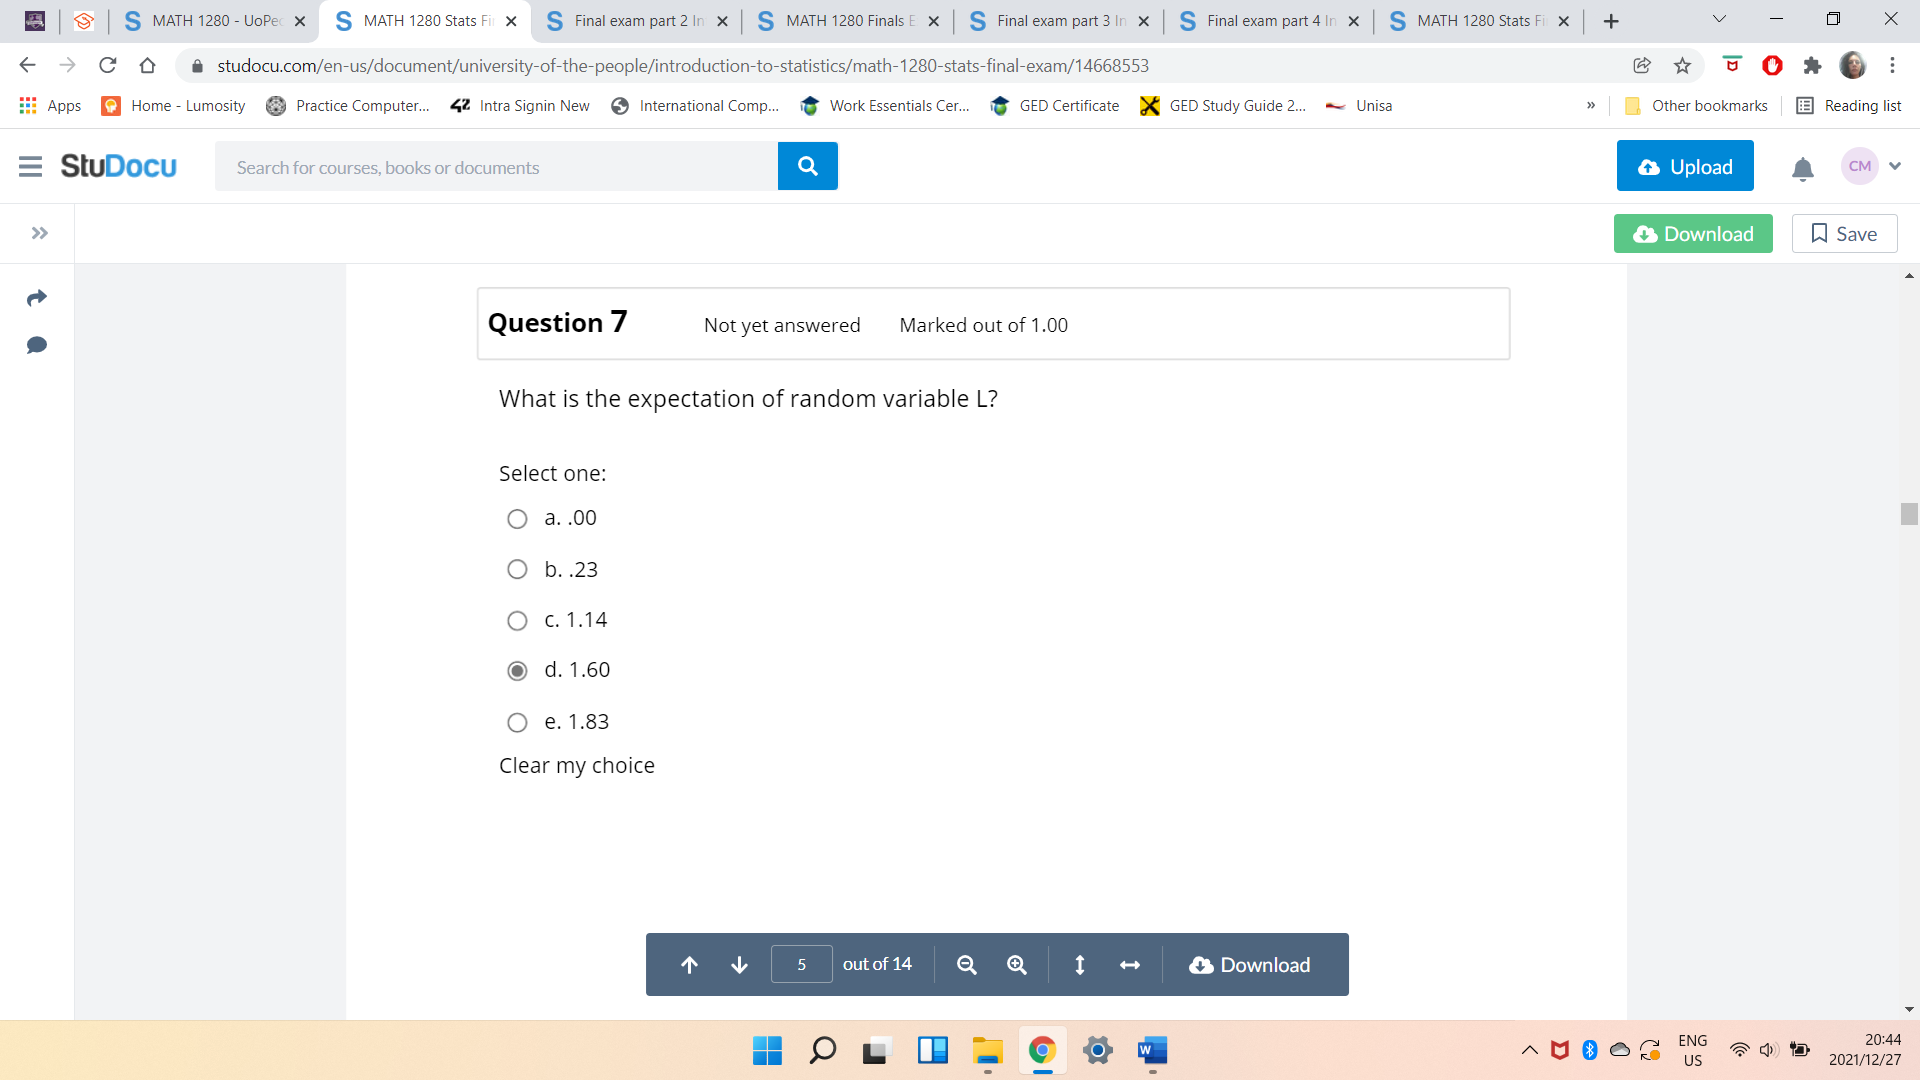 MATH 1280 - UoPeo
MATH 1280 Stats Fin
Final exam part 2 In
MATH 1280 Finals E
Final exam part 3 In
Final exam part 4 In
MATH 1280 Stats Fi
studocu.com/en-us/document/university-of-the-people/introduction-to-statistics/math-1280-stats-final-exam/14668553
Apps Home - Lumosity Practice Computer... Intra Signin New International Comp... Work Essentials Cer... GED Certificate GED Study Guide 2... Unisa » Other bookmarks Reading list
StuDocu Search for courses, books or documents Upload CM
Download Save
Question 7 Not yet answered Marked out of 1.00
What is the expectation of random variable L?
Select one:
a. .00
b. .23
c. 1.14
d. 1.60
e. 1.83
Clear my choice
5 out of 14 Download
ENG 20:44
US 2021/12/27